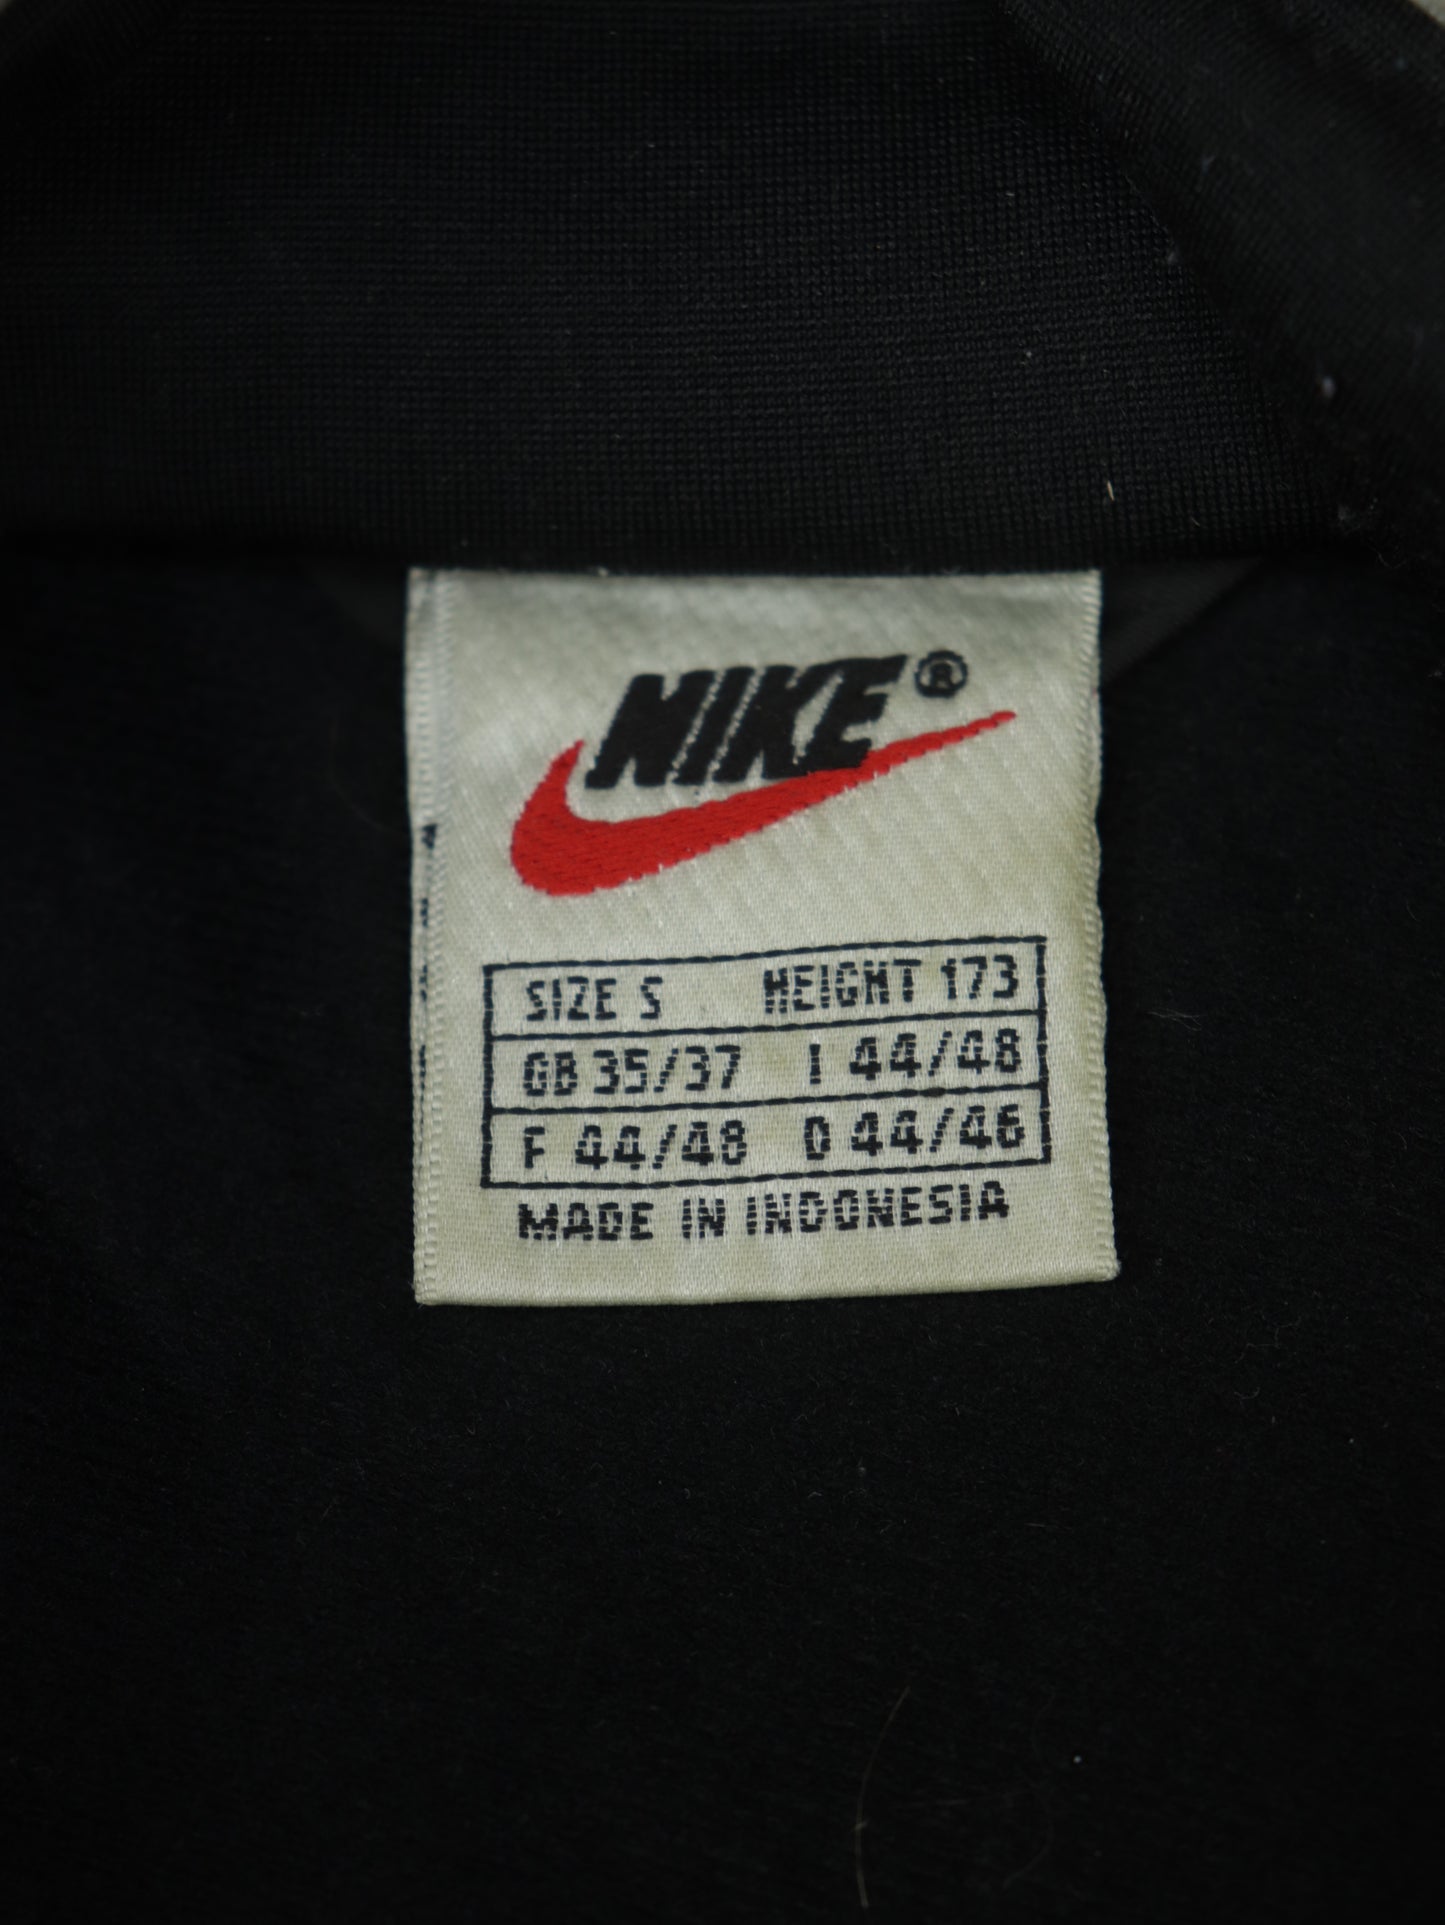 NIKE®
SIZE S HEIGHT 173
GB 35/37 I 44/48
F 44/48 D 44/46
MADE IN INDONESIA